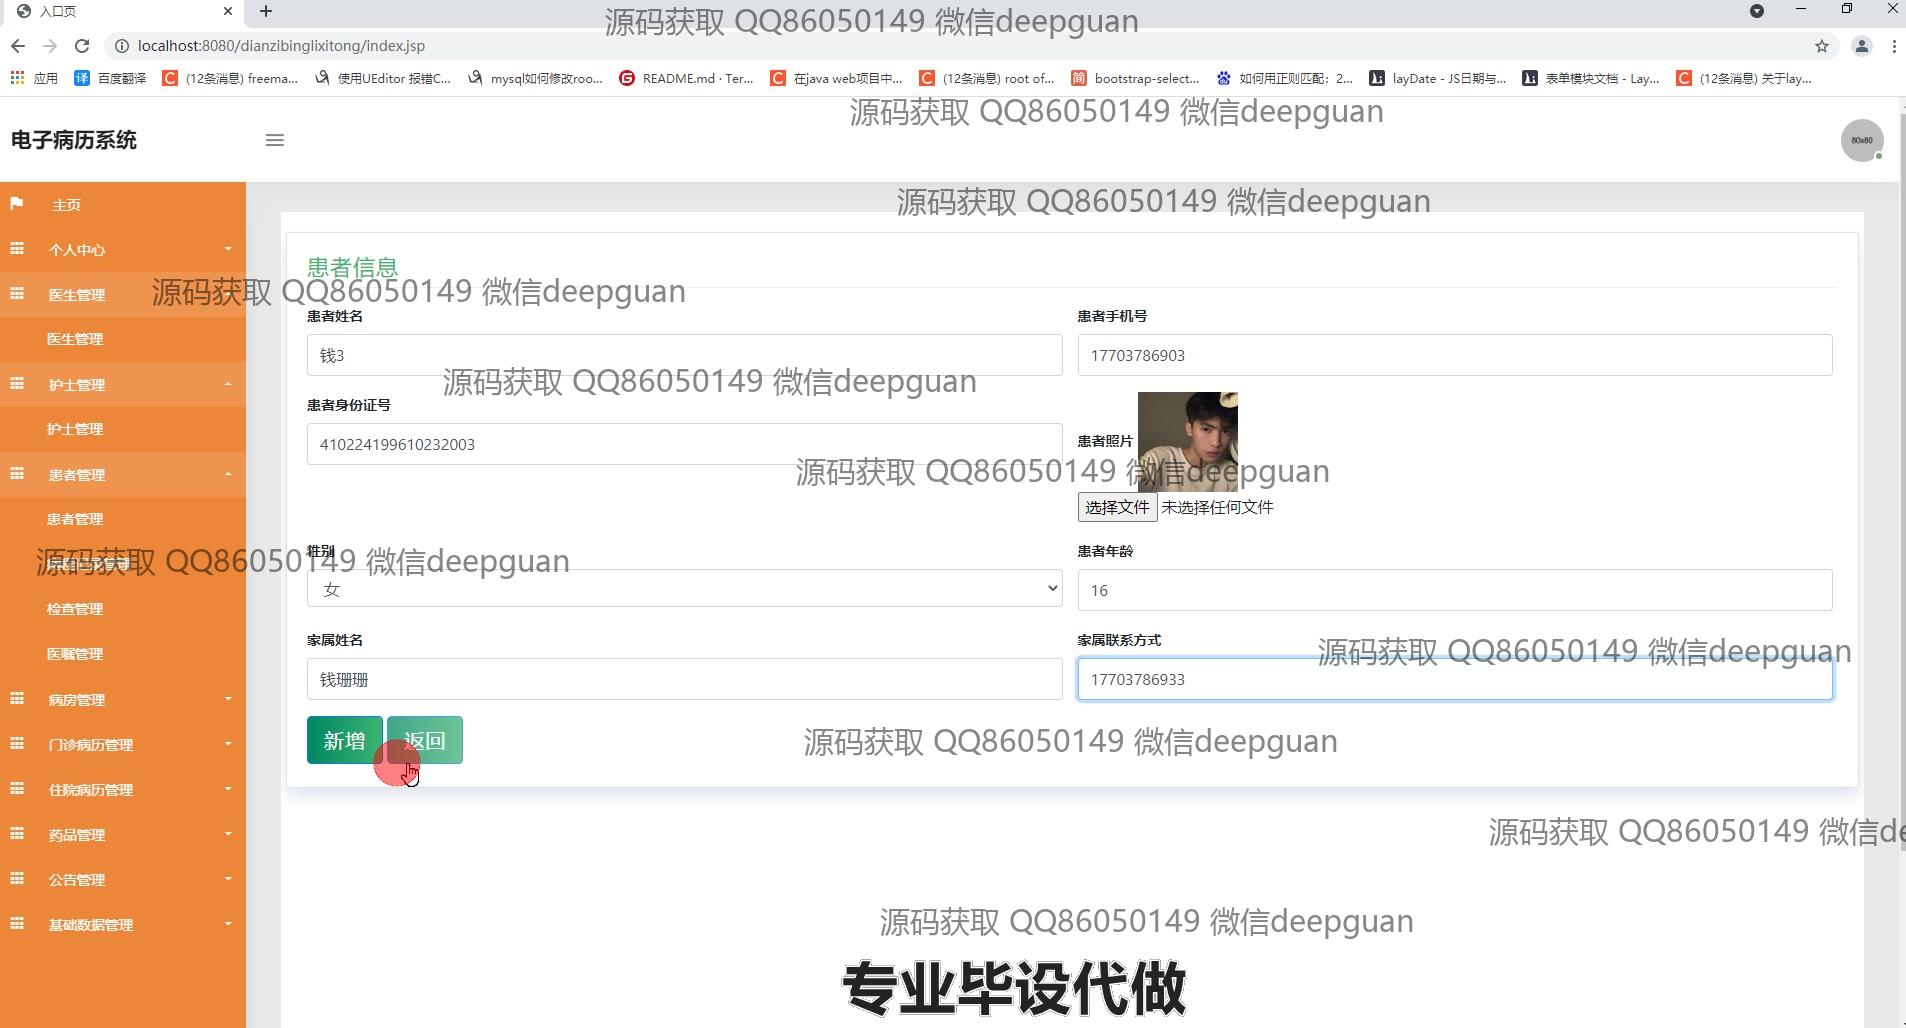 入口页
源码获取 QQ86050149 微信deepguan
localhost:8080/dianzibinglixitong/index.jsp
应用
百度翻译
(12条消息) freema...
使用UEditor 报错C...
mysql如何修改roo...
README.md · Ter...
在java web项目中...
(12条消息) root of...
bootstrap-select...
如何用正则匹配：2...
layDate - JS日期与...
表单模块文档 - Lay...
(12条消息) 关于lay...
源码获取 QQ86050149 微信deepguan
电子病历系统
80x80
源码获取 QQ86050149 微信deepguan
主页
个人中心
医生管理
医生管理
护士管理
护士管理
患者管理
患者管理
检查管理
医嘱管理
病房管理
门诊病历管理
住院病历管理
药品管理
公告管理
基础数据管理
患者信息
源码获取 QQ86050149 微信deepguan
患者姓名
钱3
患者手机号
17703786903
源码获取 QQ86050149 微信deepguan
患者身份证号
410224199610232003
患者照片
源码获取 QQ86050149 微信deepguan
选择文件 未选择任何文件
源码获取 QQ86050149 微信deepguan
性别
女
患者年龄
16
家属姓名
钱珊珊
家属联系方式
17703786933
源码获取 QQ86050149 微信deepguan
新增
返回
源码获取 QQ86050149 微信deepguan
源码获取 QQ86050149 微信de
源码获取 QQ86050149 微信deepguan
专业毕设代做